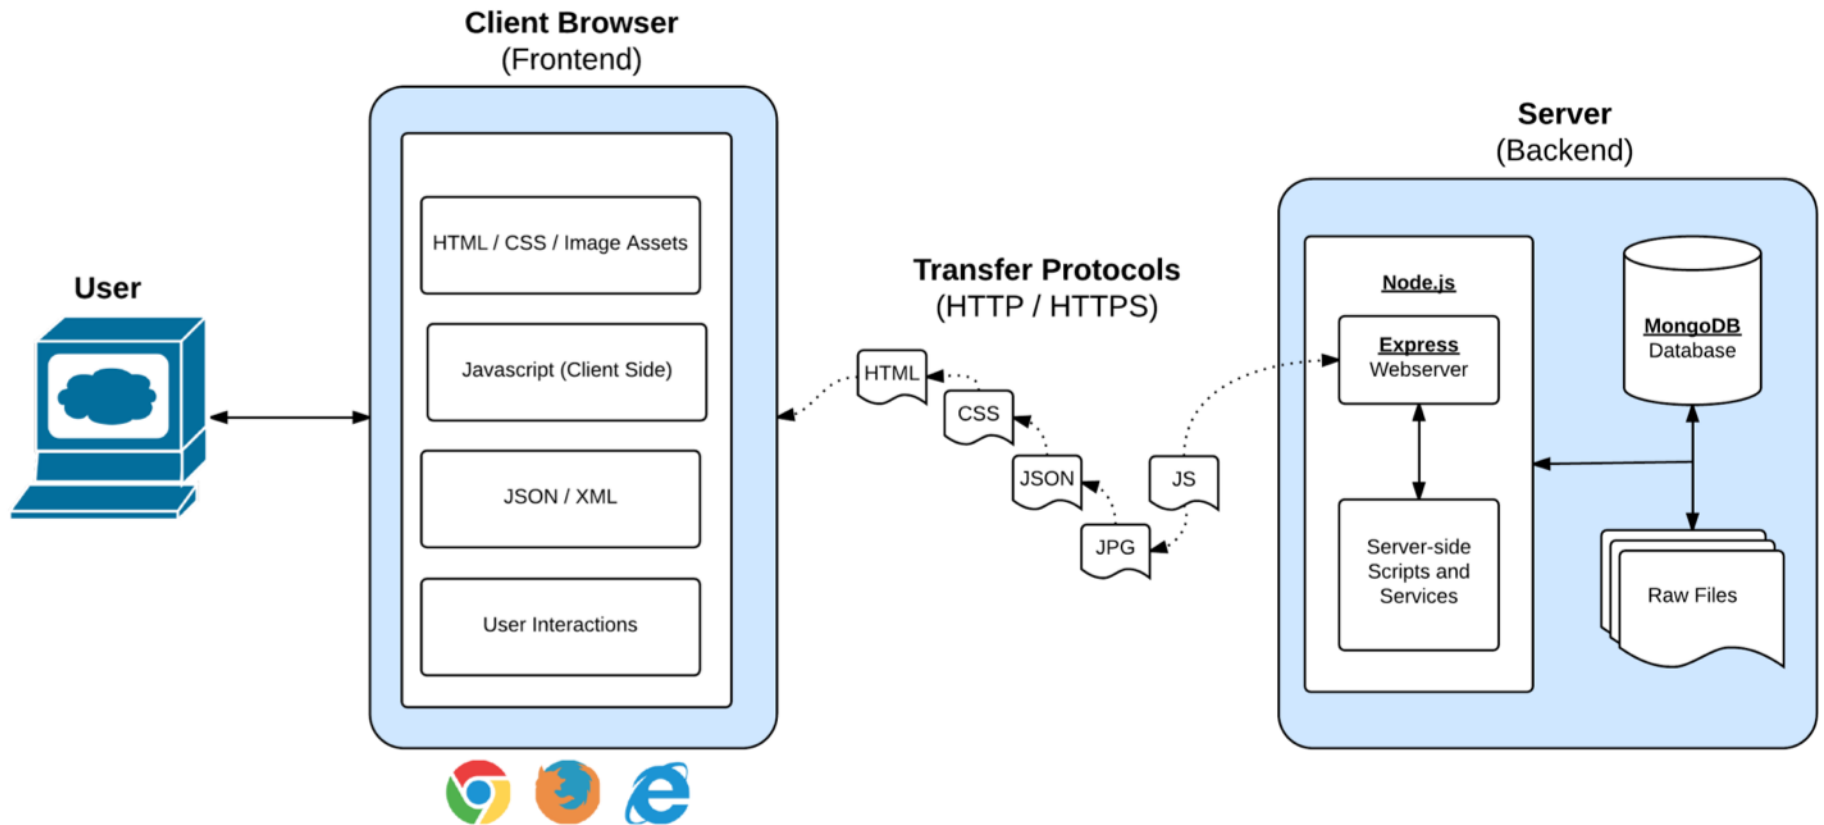 Client Browser
(Frontend)
HTML / CSS / Image Assets
Javascript (Client Side)
JSON / XML
User Interactions
User
Transfer Protocols
(HTTP / HTTPS)
HTML
CSS
JSON
JPG
JS
Server
(Backend)
Node.js
Express
Webserver
Server-side
Scripts and
Services
MongoDB
Database
Raw Files